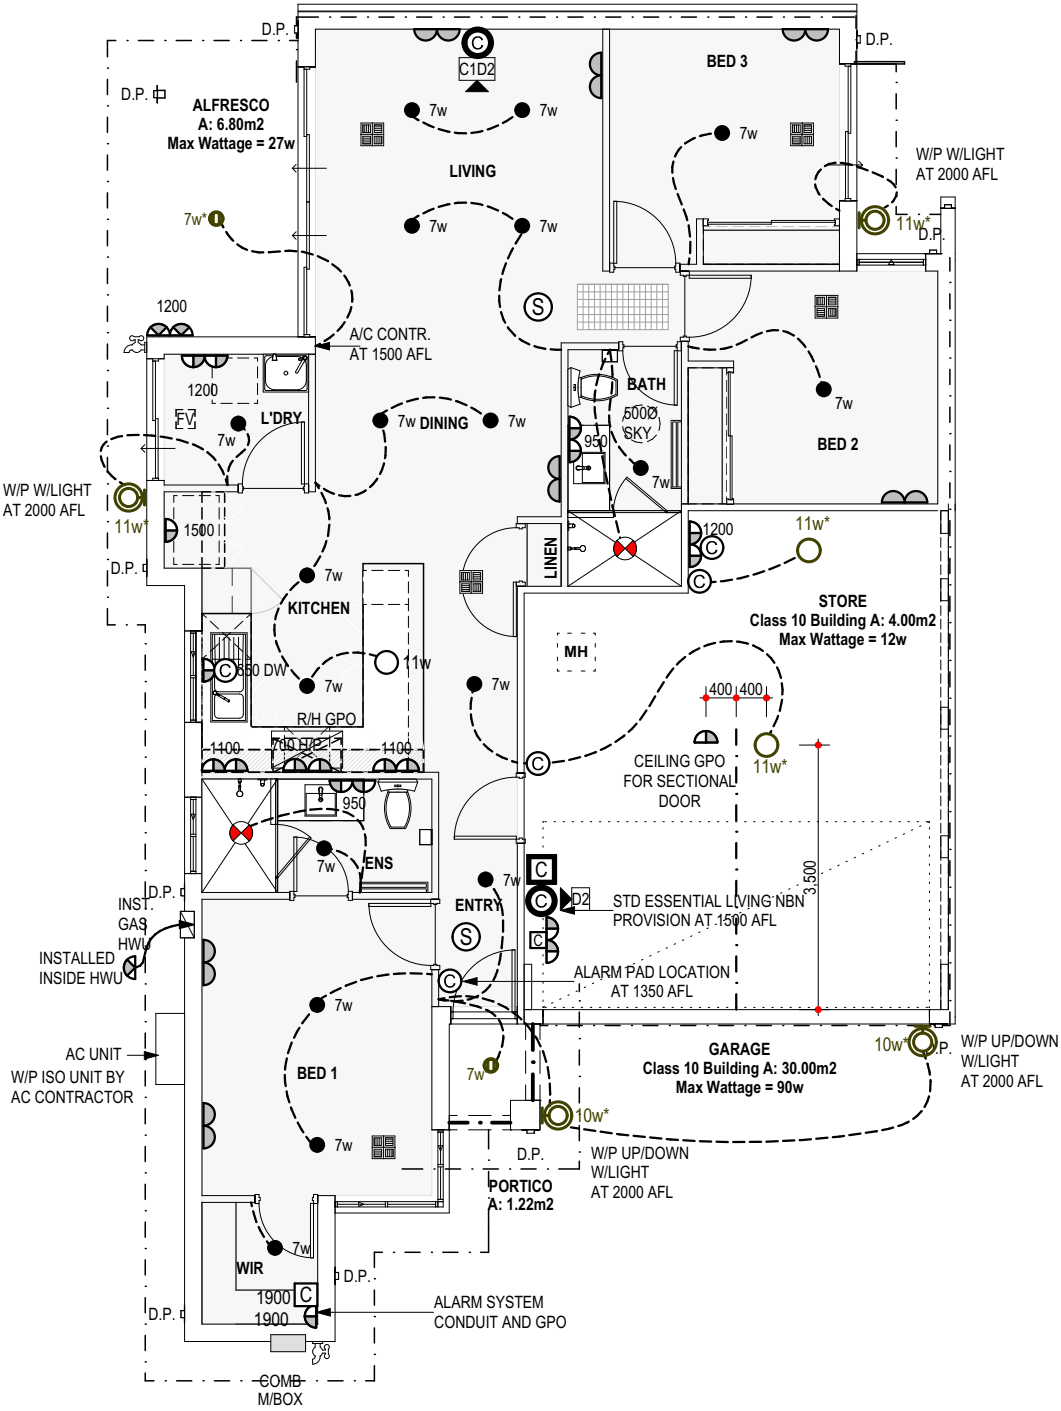 D.P.
C
C1D2
BED 3
D.P.
D.P.
ALFRESCO
A: 6.80m2
Max Wattage = 27w
7w
7w
7w
LIVING
W/P W/LIGHT
AT 2000 AFL
7w*
7w
7w
11w*
D.P.
1200
S
A/C CONTR.
AT 1500 AFL
1200
BATH
FV
L'DRY
7w
7w
DINING
7w
500Ø
SKY
950
7w
7w
BED 2
W/P W/LIGHT
AT 2000 AFL
11w*
1500
D.P.
LINEN
1200
C
C
11w*
7w
KITCHEN
STORE
Class 10 Building A: 4.00m2
Max Wattage = 12w
MH
C
650 DW
11w
7w
7w
R/H GPO
400
400
1100
700 H/P
1100
C
CEILING GPO
FOR SECTIONAL
DOOR
11w*
950
7w
ENS
3,500
C
7w
ENTRY
C
D2
STD ESSENTIAL LIVING NBN
PROVISION AT 1500 AFL
D.P.
INST.
GAS
HWU
INSTALLED
INSIDE HWU
S
C
C
ALARM PAD LOCATION
AT 1350 AFL
7w
AC UNIT
W/P ISO UNIT BY
AC CONTRACTOR
BED 1
7w
GARAGE
Class 10 Building A: 30.00m2
Max Wattage = 90w
10w*
D.P.
W/P UP/DOWN
W/LIGHT
AT 2000 AFL
7w
10w*
D.P.
W/P UP/DOWN
W/LIGHT
AT 2000 AFL
PORTICO
A: 1.22m2
7w
WIR
D.P.
1900
C
1900
D.P.
ALARM SYSTEM
CONDUIT AND GPO
COMB
M/BOX